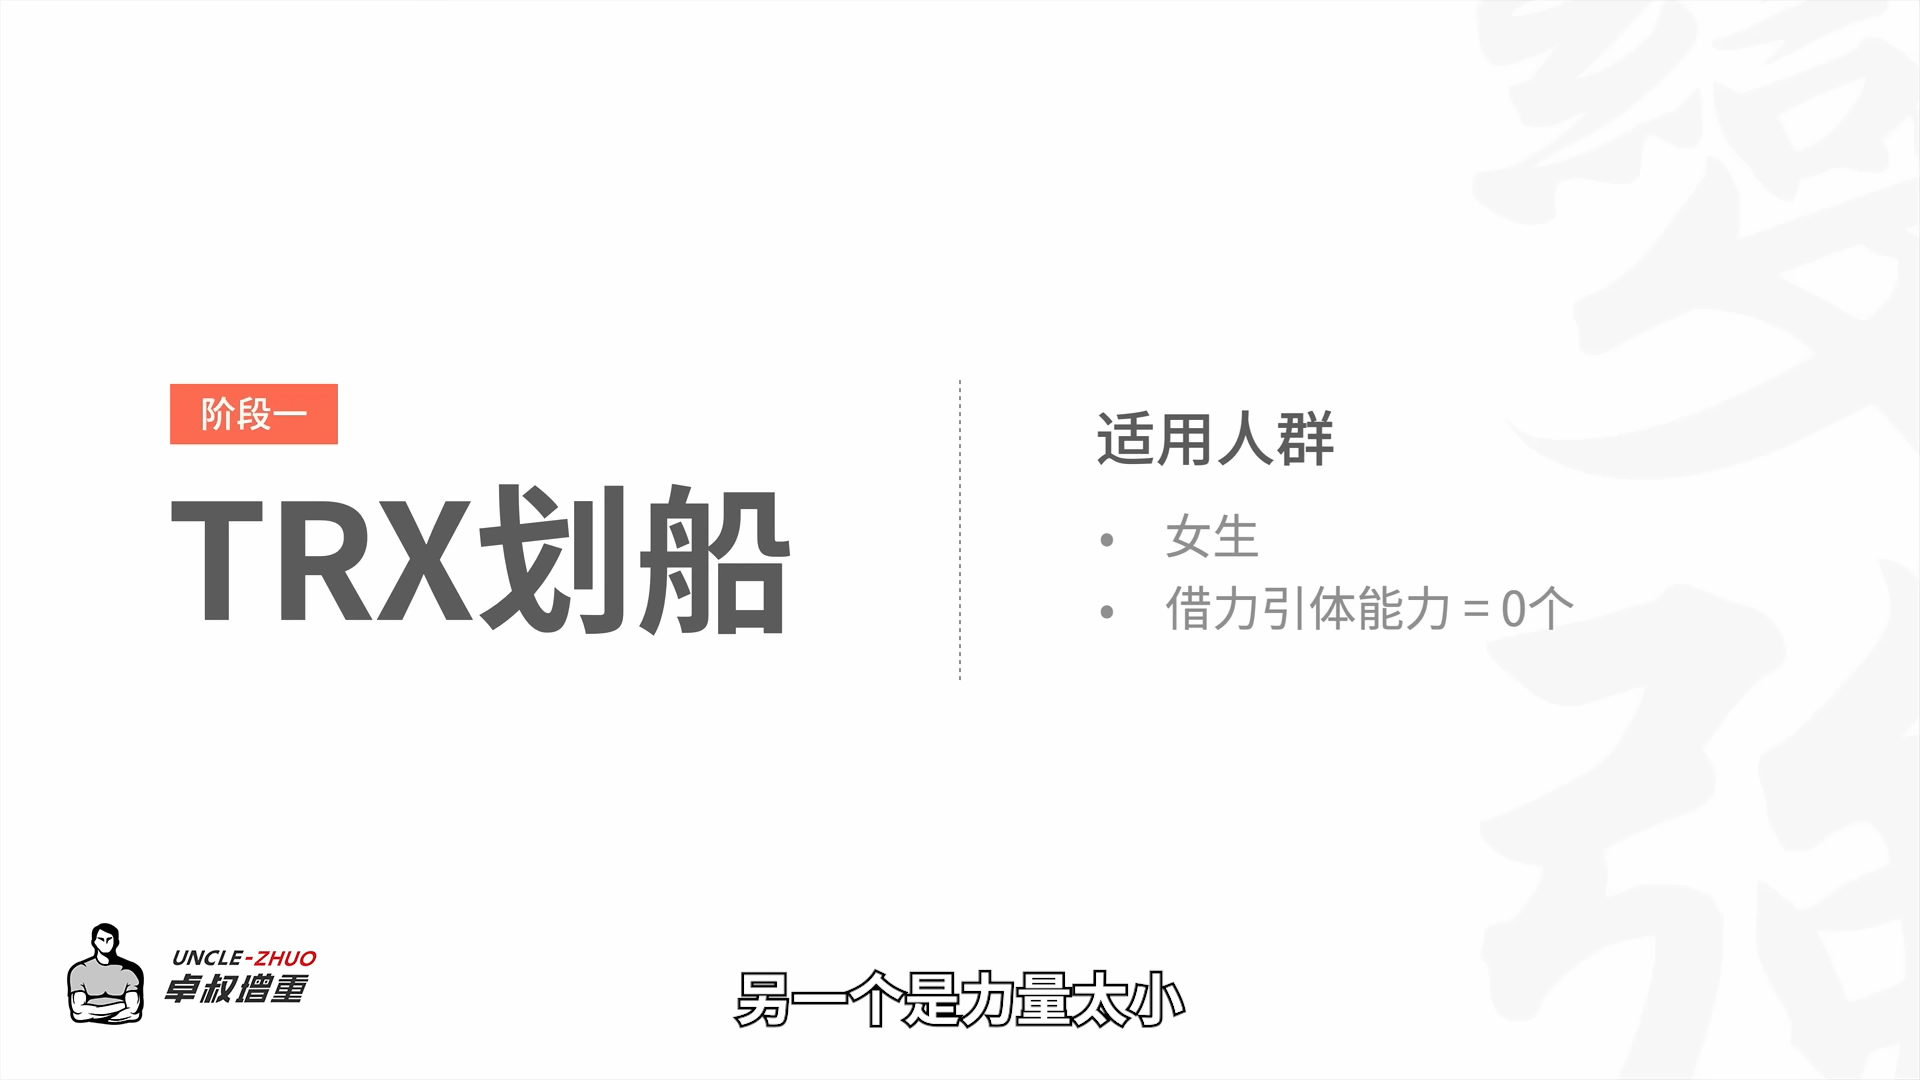 阶段一
TRX划船
适用人群
• 女生
• 借力引体能力 = 0个
UNCLE-ZHUO
卓叔增重
另一个是力量太小